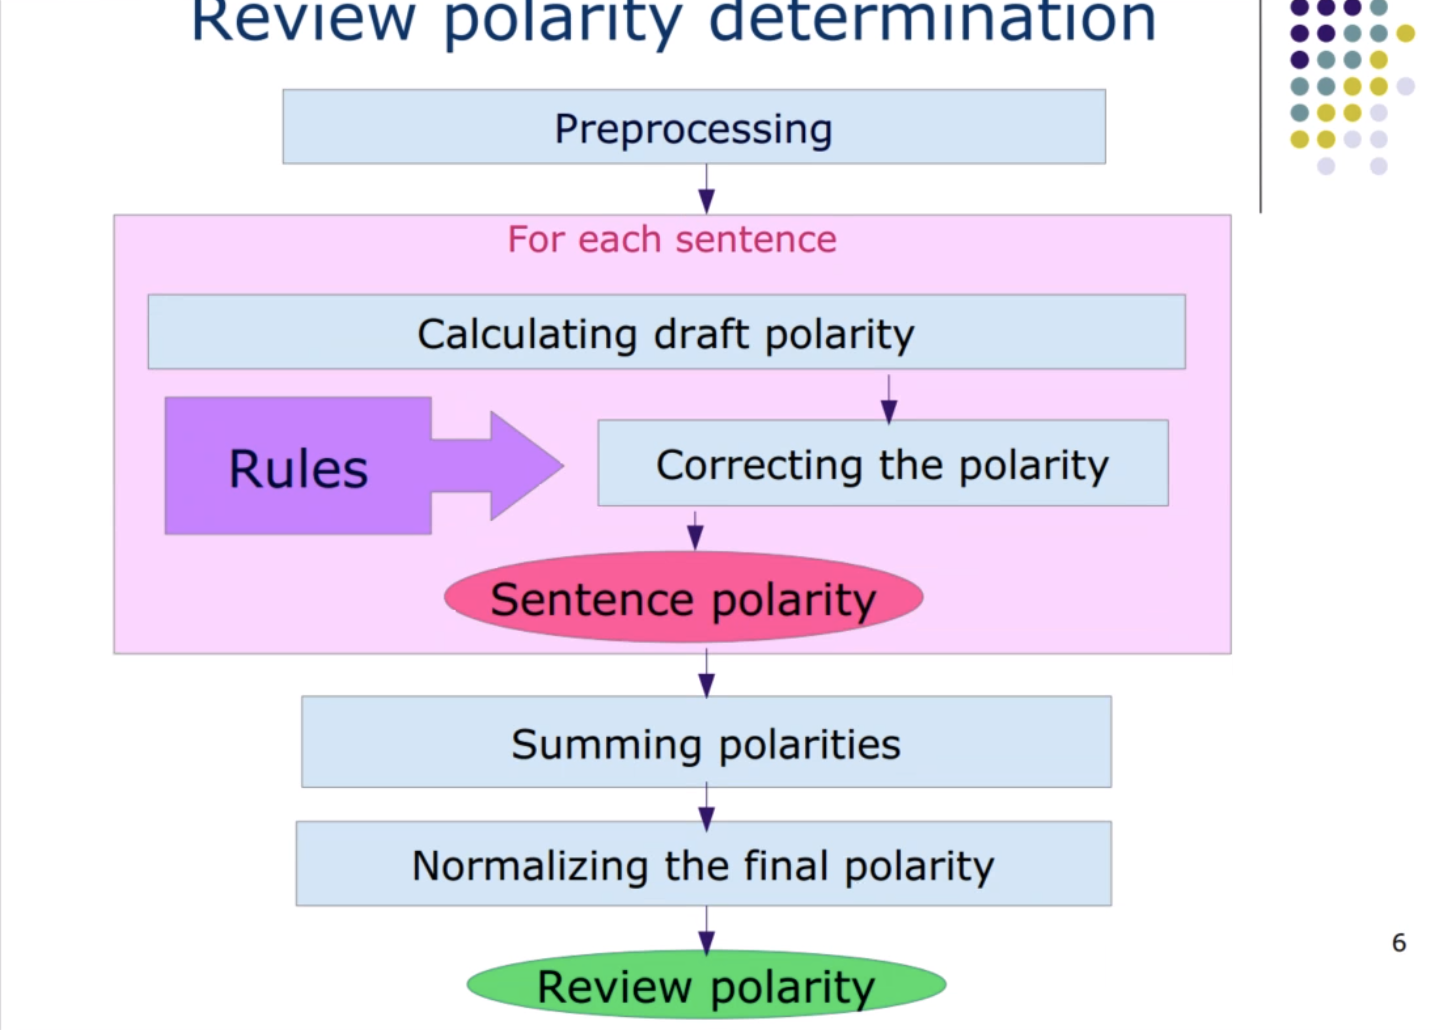 Review polarity determination
Preprocessing
For each sentence
Calculating draft polarity
Rules
Correcting the polarity
Sentence polarity
Summing polarities
Normalizing the final polarity
6
Review polarity